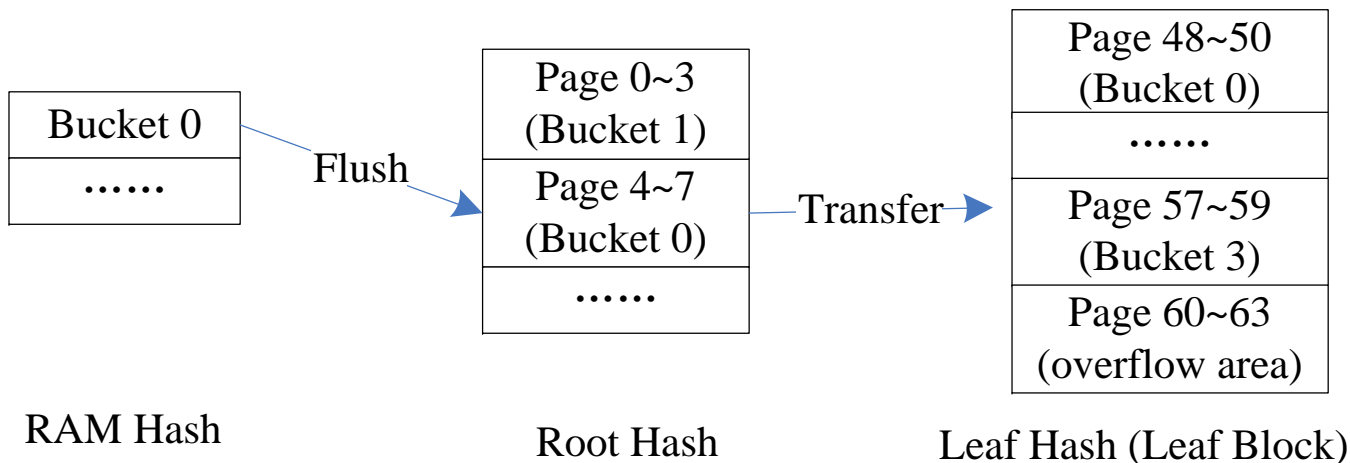 Bucket 0
……
RAM Hash
Flush
Page 0~3
(Bucket 1)
Page 4~7
(Bucket 0)
……
Root Hash
Transfer
Page 48~50
(Bucket 0)
……
Page 57~59
(Bucket 3)
Page 60~63
(overflow area)
Leaf Hash (Leaf Block)